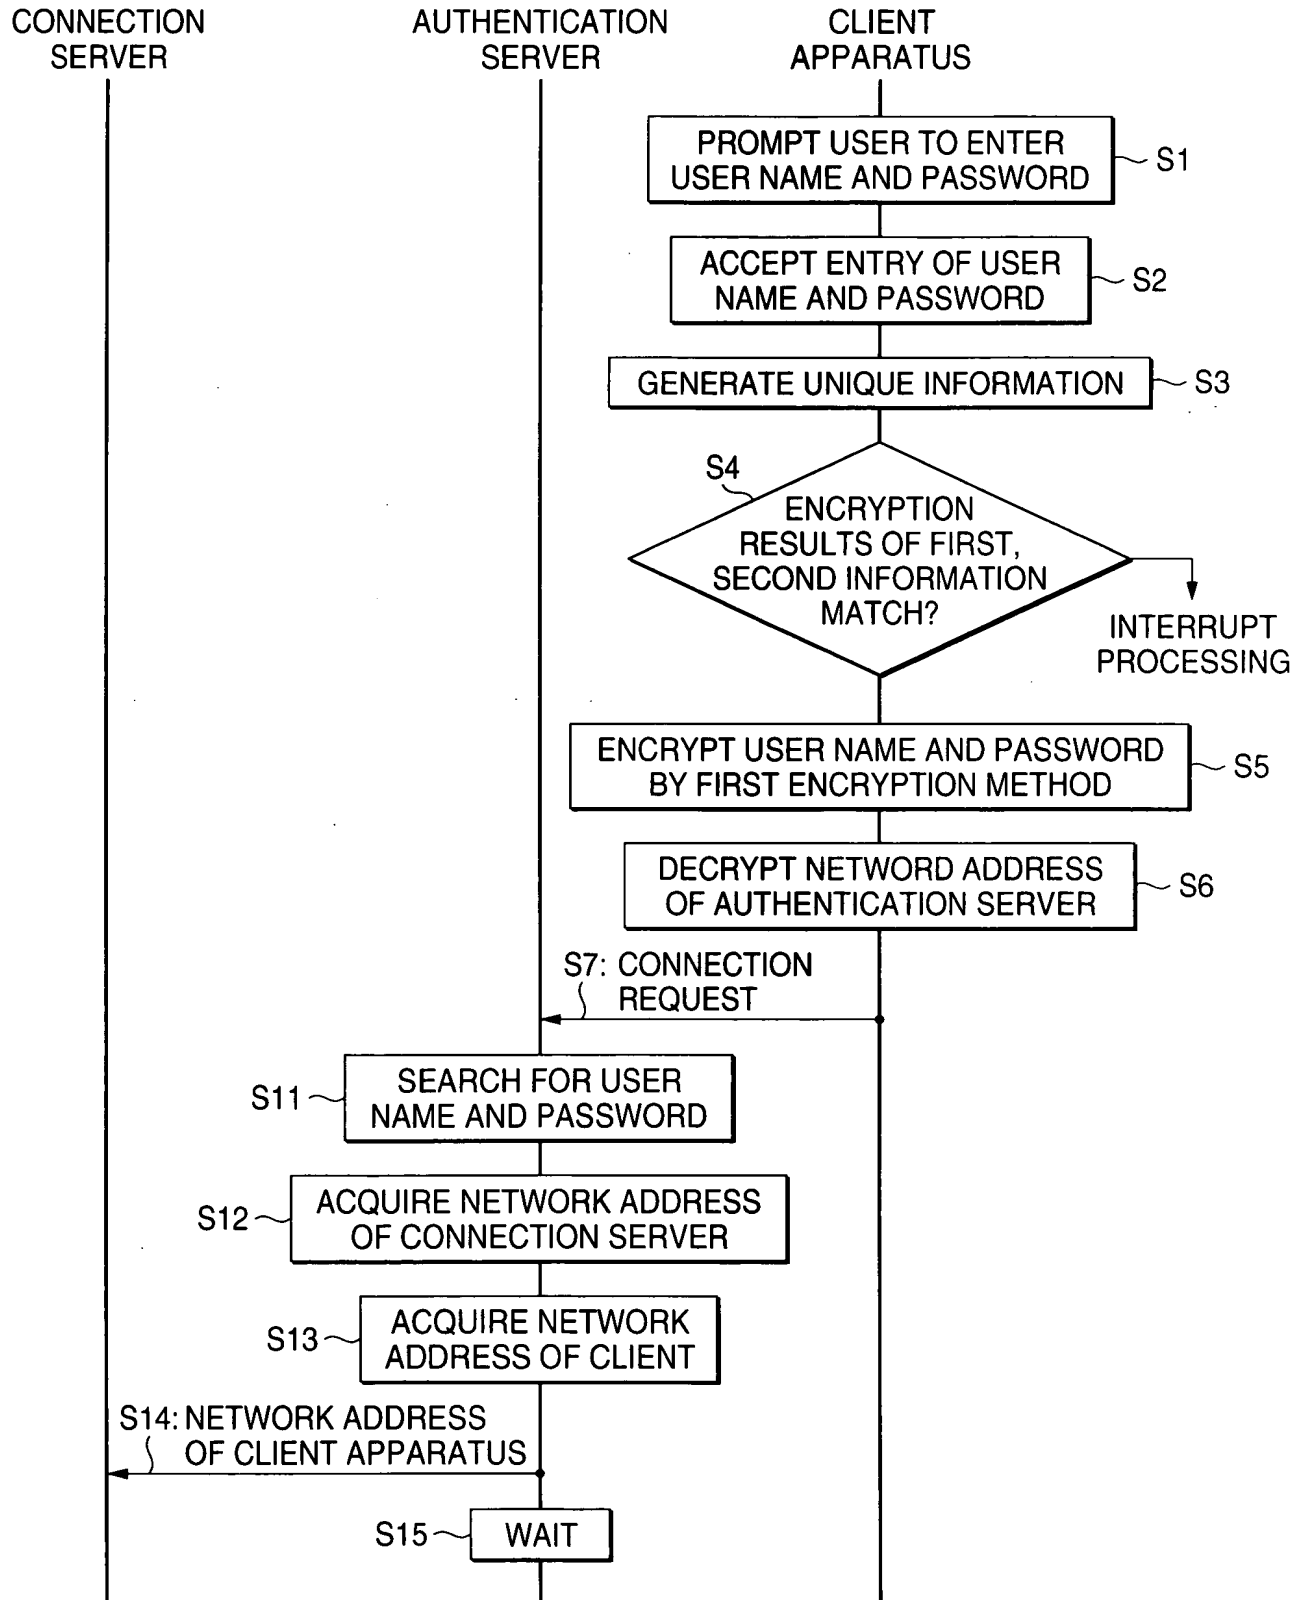 CONNECTION
SERVER
AUTHENTICATION
SERVER
CLIENT
APPARATUS
PROMPT USER TO ENTER
USER NAME AND PASSWORD
S1
ACCEPT ENTRY OF USER
NAME AND PASSWORD
S2
GENERATE UNIQUE INFORMATION
S3
S4
ENCRYPTION
RESULTS OF FIRST,
SECOND INFORMATION
MATCH?
INTERRUPT
PROCESSING
ENCRYPT USER NAME AND PASSWORD
BY FIRST ENCRYPTION METHOD
S5
DECRYPT NETWORD ADDRESS
OF AUTHENTICATION SERVER
S6
S7: CONNECTION
REQUEST
S11
SEARCH FOR USER
NAME AND PASSWORD
S12
ACQUIRE NETWORK ADDRESS
OF CONNECTION SERVER
S13
ACQUIRE NETWORK
ADDRESS OF CLIENT
S14: NETWORK ADDRESS
OF CLIENT APPARATUS
S15
WAIT